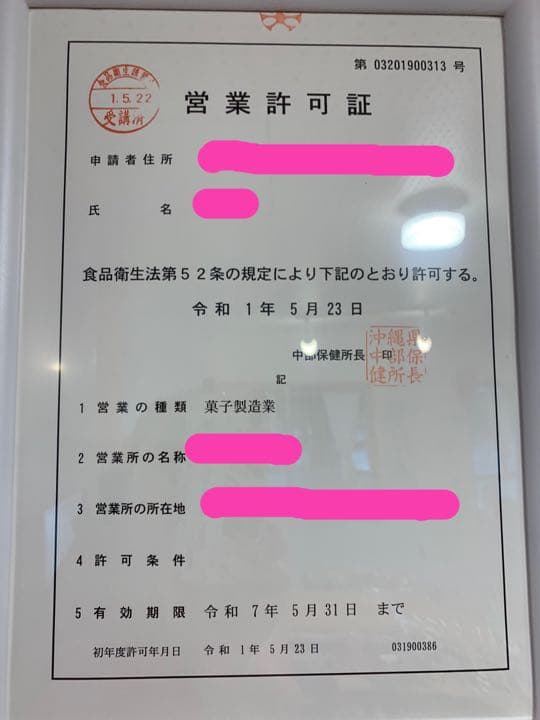 第 03201900313 号
食品衛生講習
1.5.22
受講済
営業許可証
申請者住所
氏名
食品衛生法第52条の規定により下記のとおり許可する。
令和 1年 5月23日
中部保健所長 印
沖縄県
中部保
健所長
記
1 営業の種類 菓子製造業
2 営業所の名称
3 営業所の所在地
4 許可条件
5 有効期限 令和 7年 5月31日 まで
初年度許可年月日 令和 1年 5月23日 031900386